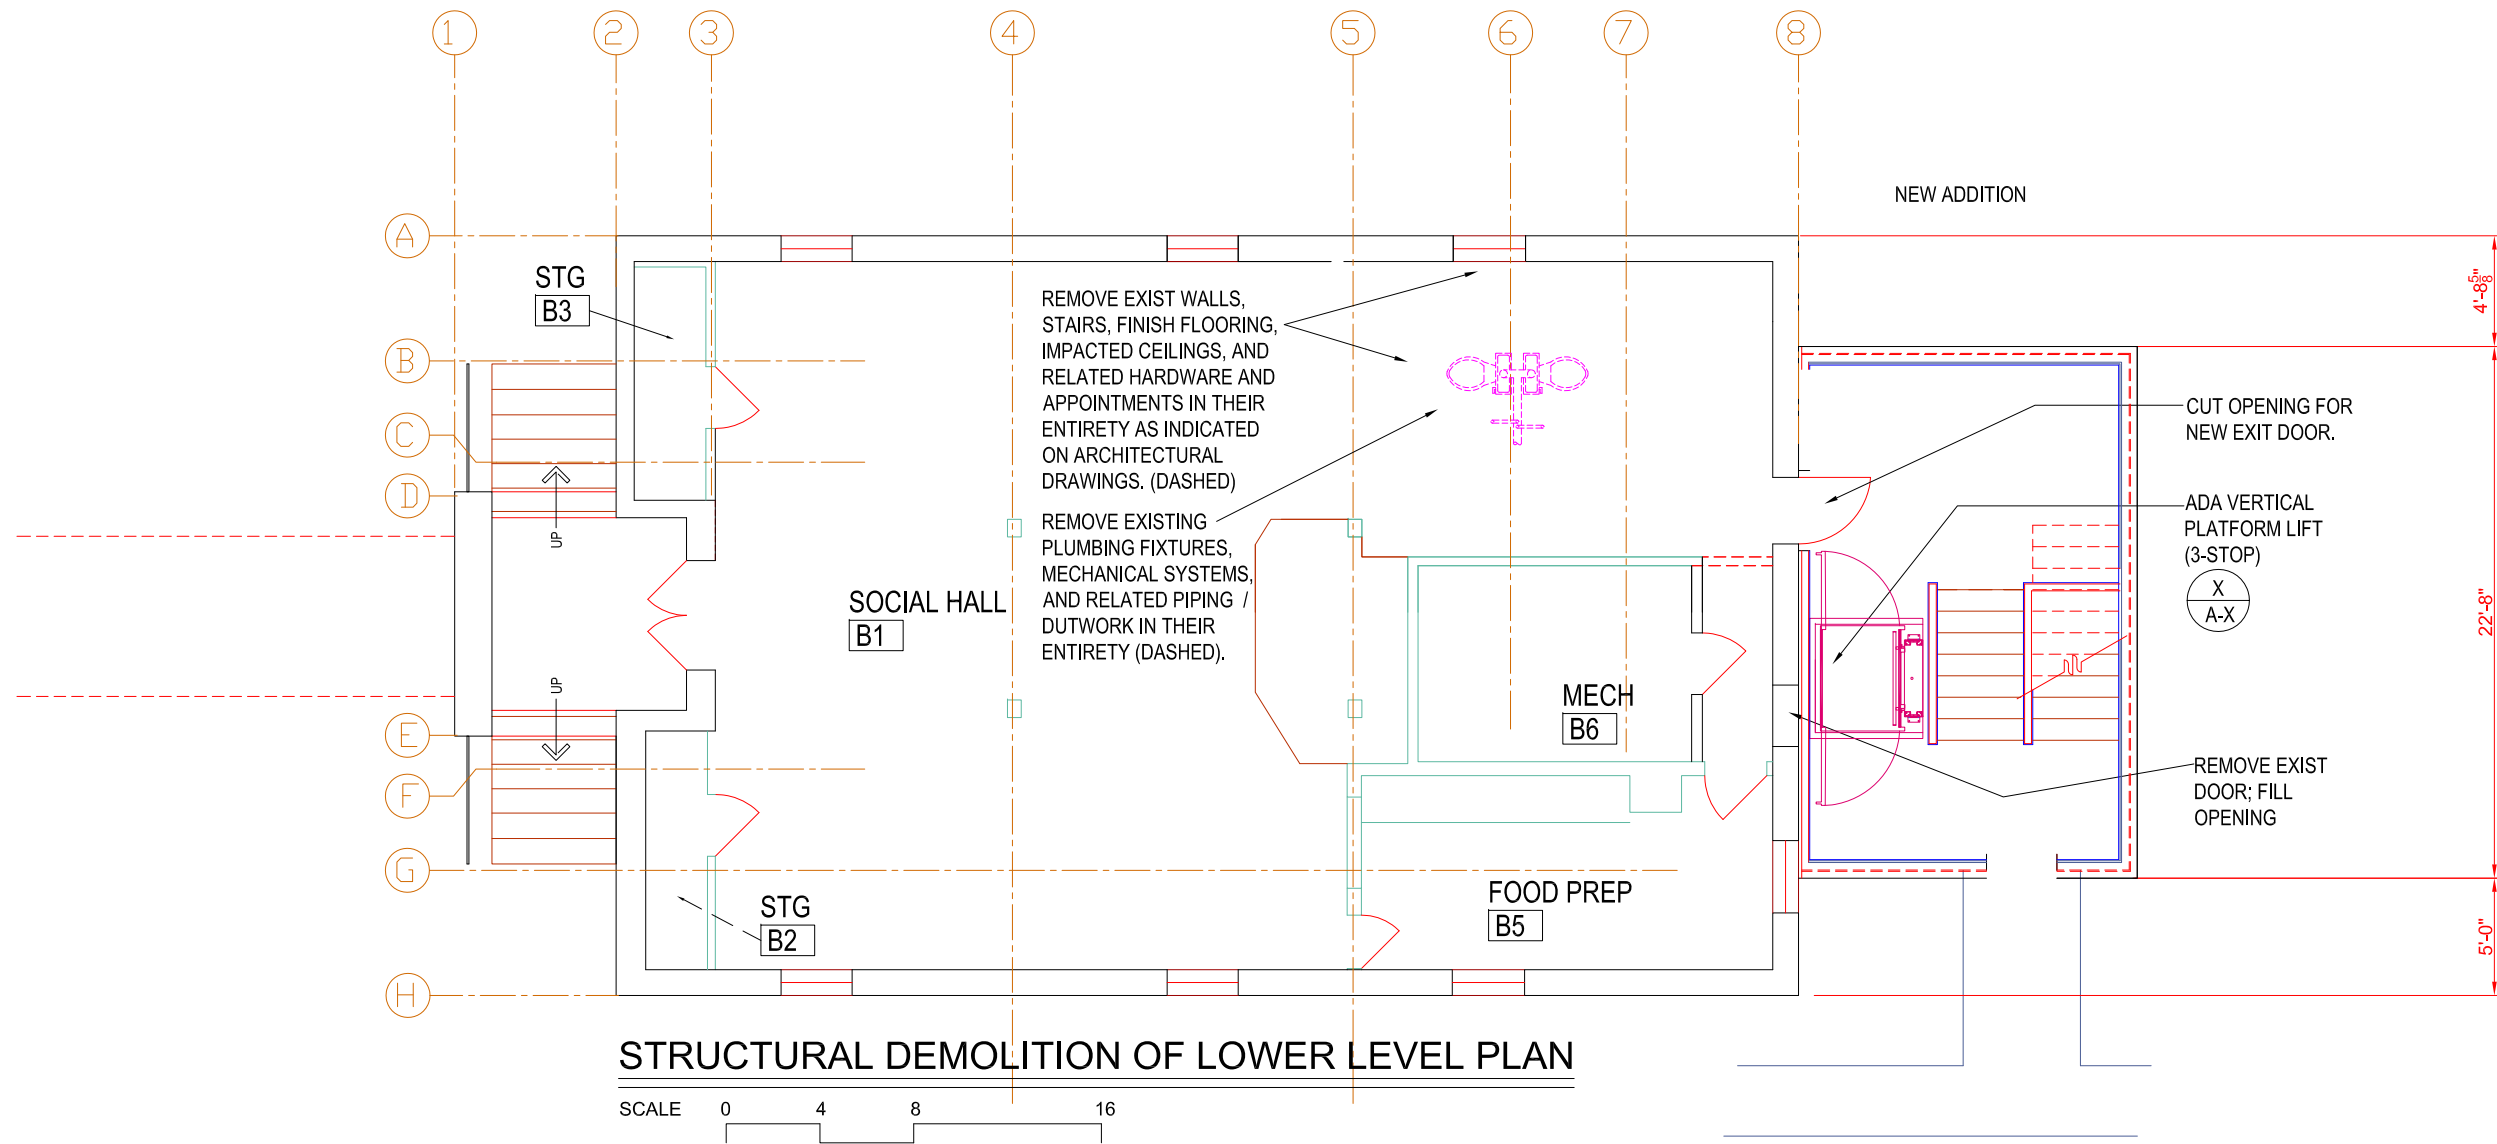 1 2 3 4 5 6 7 8
NEW ADDITION
A
B
C
D
E
F
G
H
STG
B3
REMOVE EXIST WALLS,
STAIRS, FINISH FLOORING,
IMPACTED CEILINGS, AND
RELATED HARDWARE AND
APPOINTMENTS IN THEIR
ENTIRETY AS INDICATED
ON ARCHITECTURAL
DRAWINGS. (DASHED)
REMOVE EXISTING
PLUMBING FIXTURES,
MECHANICAL SYSTEMS,
AND RELATED PIPING /
DUTWORK IN THEIR
ENTIRETY (DASHED).
UP
UP
SOCIAL HALL
B1
MECH
B6
FOOD PREP
B5
STG
B2
CUT OPENING FOR
NEW EXIT DOOR.
ADA VERTICAL
PLATFORM LIFT
(3-STOP)
X
A-X
REMOVE EXIST
DOOR; FILL
OPENING
4'-8 5/8"
22'-8"
5'-0"
STRUCTURAL DEMOLITION OF LOWER LEVEL PLAN
SCALE 0 4 8 16